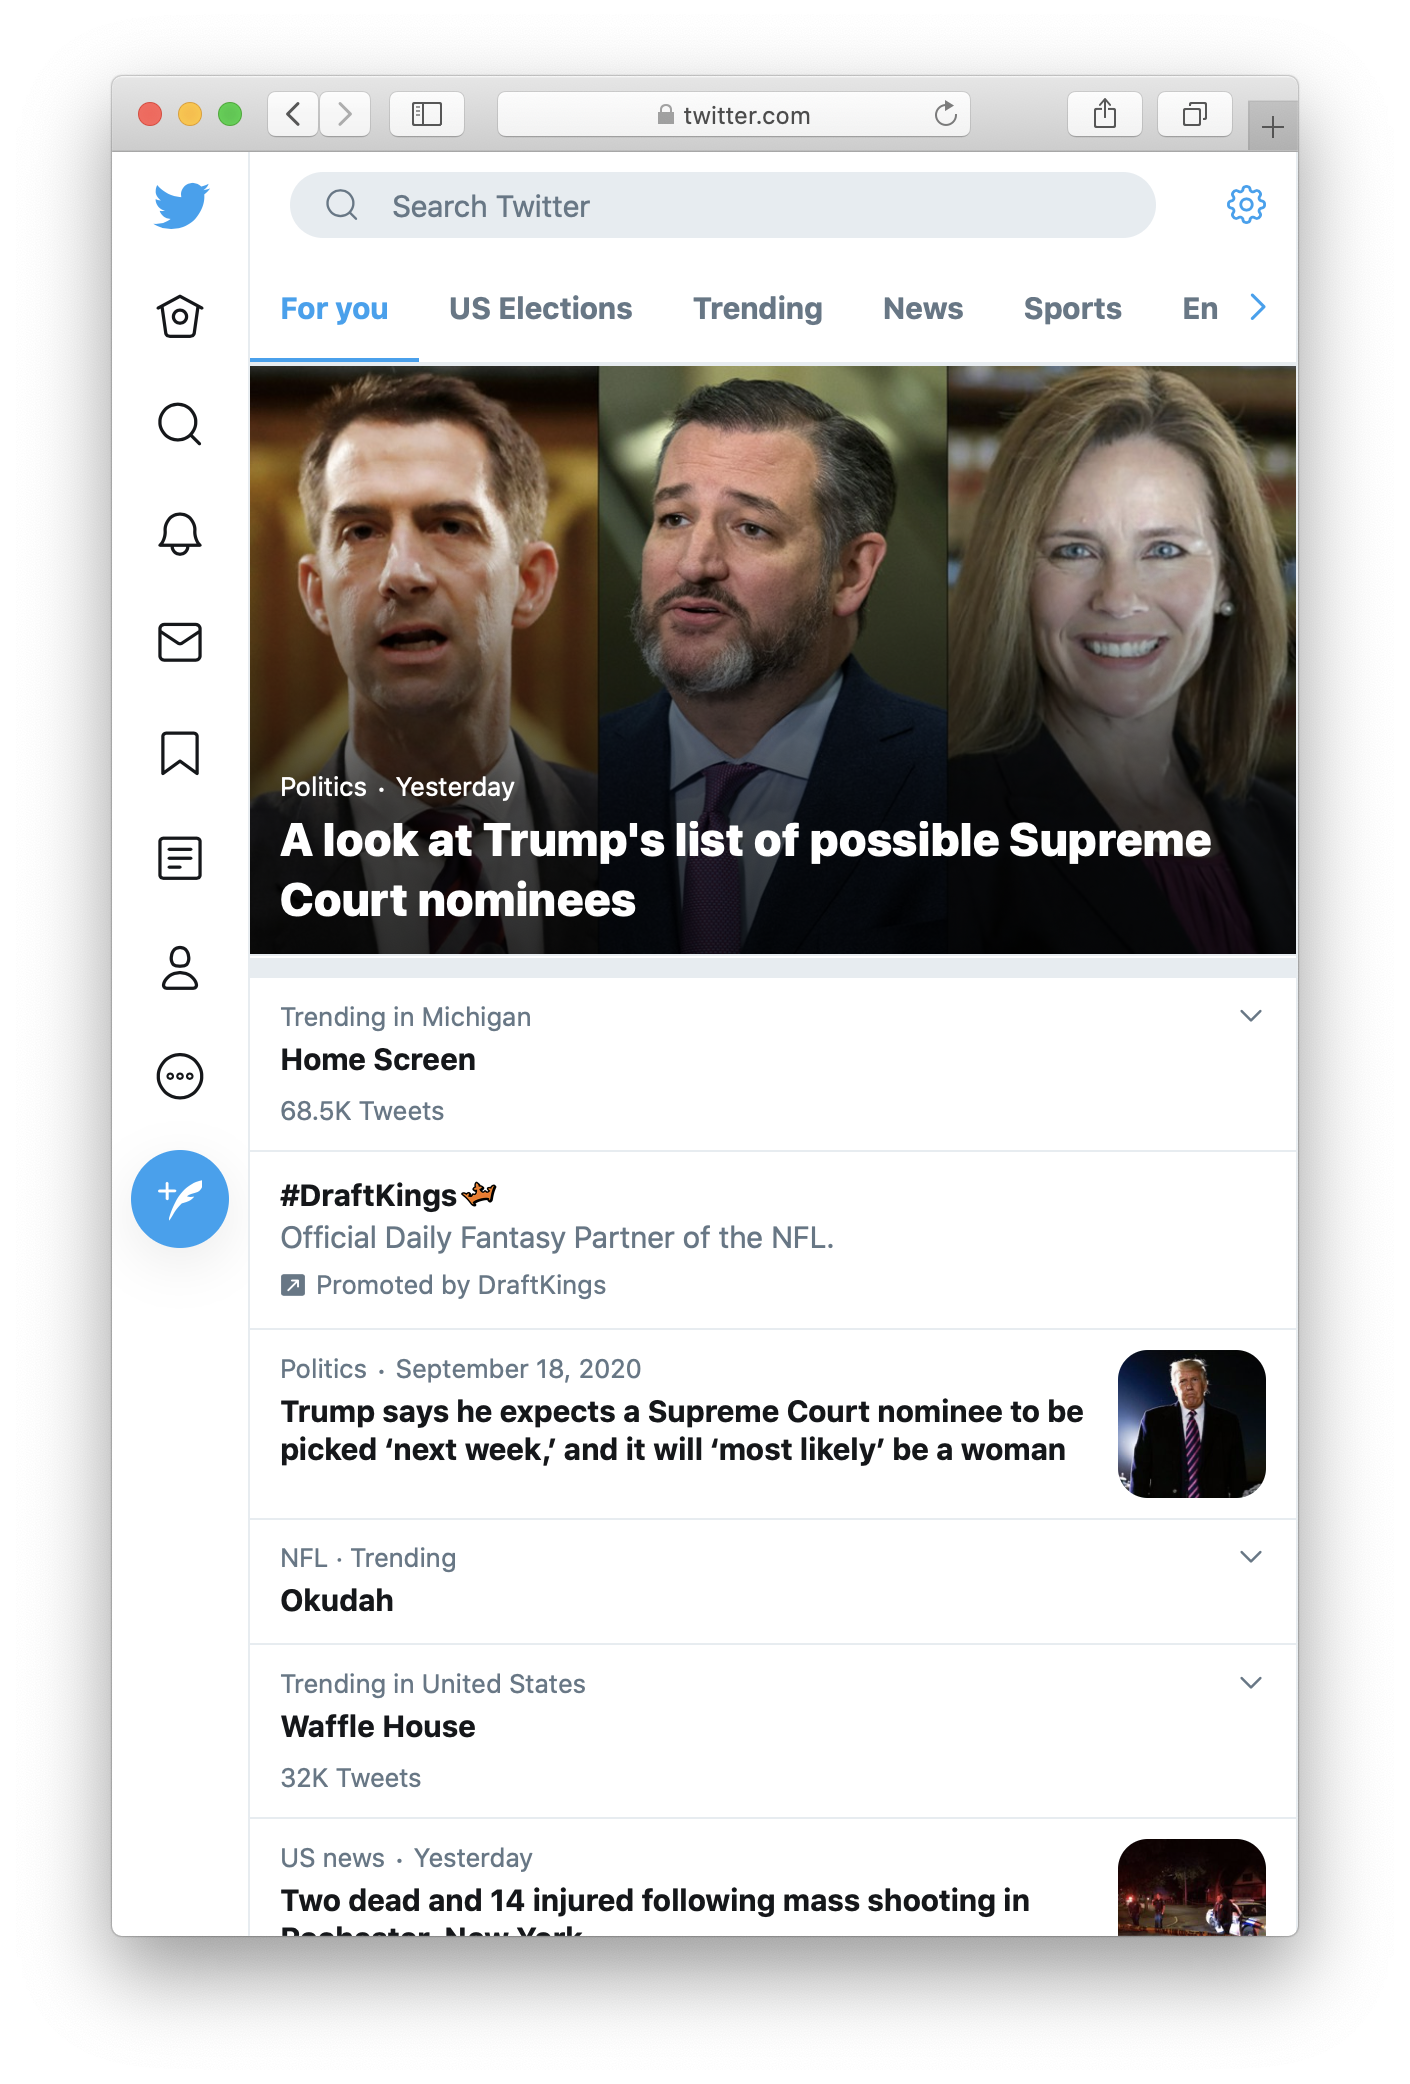 twitter.com
Search Twitter
For you
US Elections
Trending
News
Sports
En
Politics · Yesterday
A look at Trump's list of possible Supreme
Court nominees
Trending in Michigan
Home Screen
68.5K Tweets
#DraftKings
Official Daily Fantasy Partner of the NFL.
Promoted by DraftKings
Politics · September 18, 2020
Trump says he expects a Supreme Court nominee to be
picked ‘next week,’ and it will ‘most likely’ be a woman
NFL · Trending
Okudah
Trending in United States
Waffle House
32K Tweets
US news · Yesterday
Two dead and 14 injured following mass shooting in
Rochester, New York